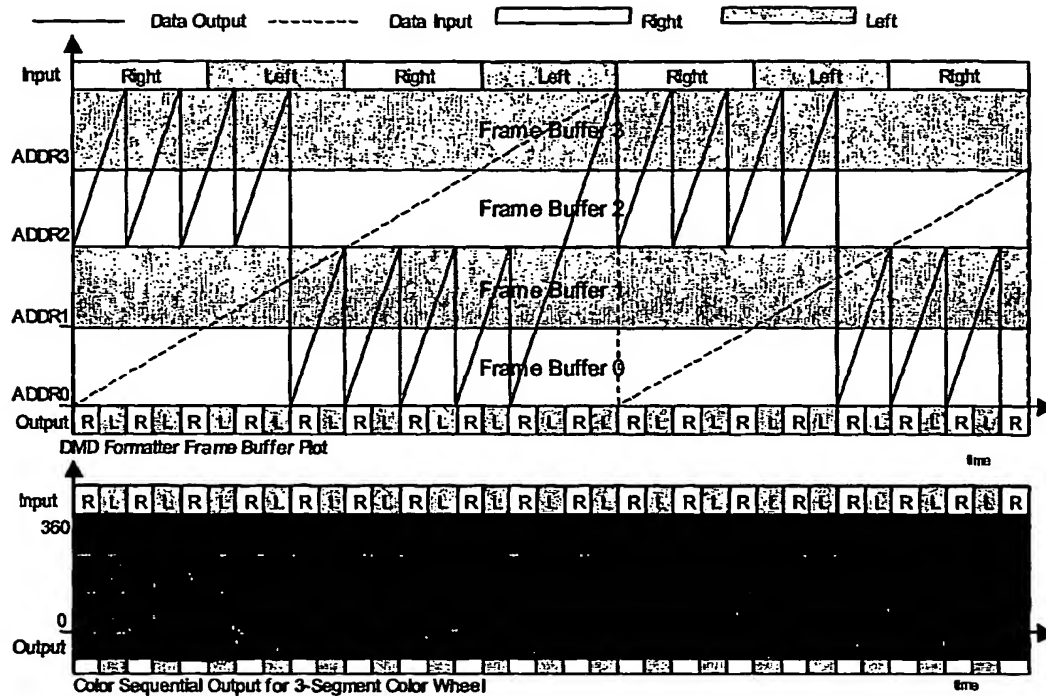 Data Output Data Input Right Left
Input Right Left Right Left Right Left Right
Frame Buffer 3
ADDR3
Frame Buffer 2
ADDR2
Frame Buffer 1
ADDR1
Frame Buffer 0
ADDR0
Output R L R L R L R L R L R L R L R L R L R L R L R L R L R L R L R L R L R
DMD Formatter Frame Buffer Plot time
Input R L R L R L R L R L R L R L R L R L R L R L R L R L R L R L R L R L R
360
0
Output
Color Sequential Output for 3-Segment Color Wheel time